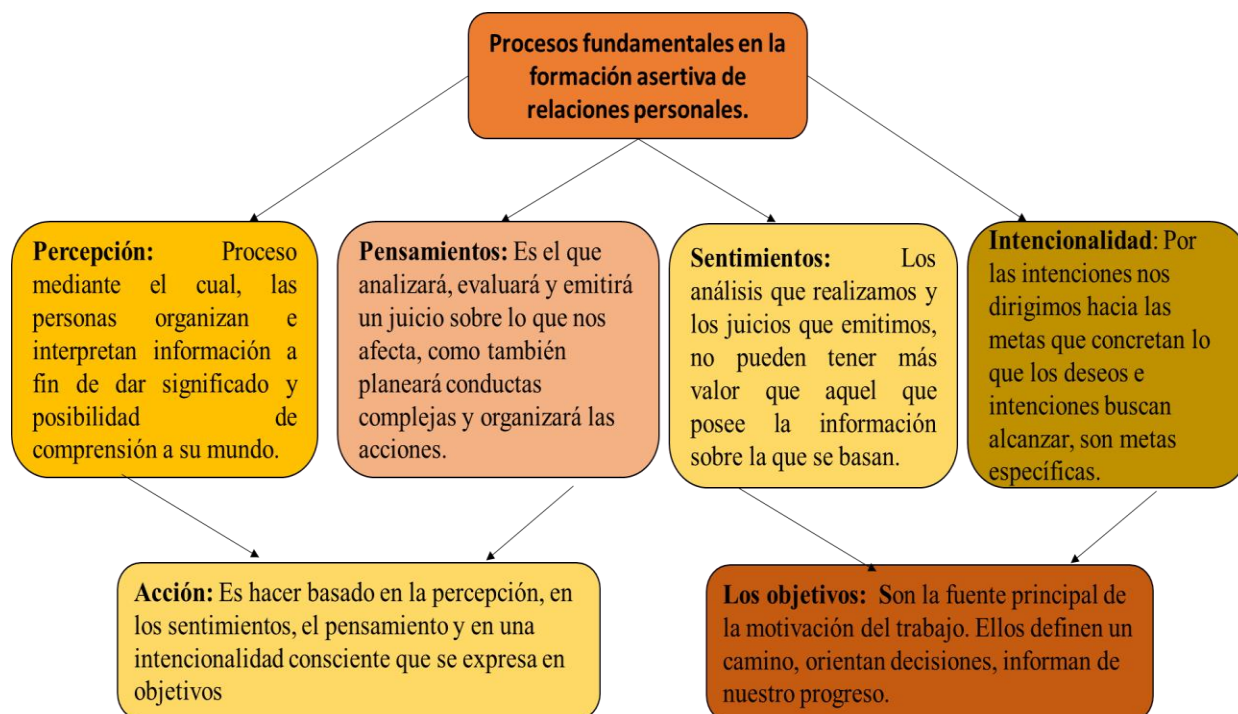 Procesos fundamentales en la
formación asertiva de
relaciones personales.
Percepción: Proceso
mediante el cual, las
personas organizan e
interpretan información a
fin de dar significado y
posibilidad de
comprensión a su mundo.
Pensamientos: Es el que
analizará, evaluará y emitirá
un juicio sobre lo que nos
afecta, como también
planeará conductas
complejas y organizará las
acciones.
Sentimientos: Los
análisis que realizamos y
los juicios que emitimos,
no pueden tener más
valor que aquel que
posee la información
sobre la que se basan.
Intencionalidad: Por
las intenciones nos
dirigimos hacia las
metas que concretan lo
que los deseos e
intenciones buscan
alcanzar, son metas
específicas.
Acción: Es hacer basado en la percepción, en
los sentimientos, el pensamiento y en una
intencionalidad consciente que se expresa en
objetivos
Los objetivos: Son la fuente principal de
la motivación del trabajo. Ellos definen un
camino, orientan decisiones, informan de
nuestro progreso.